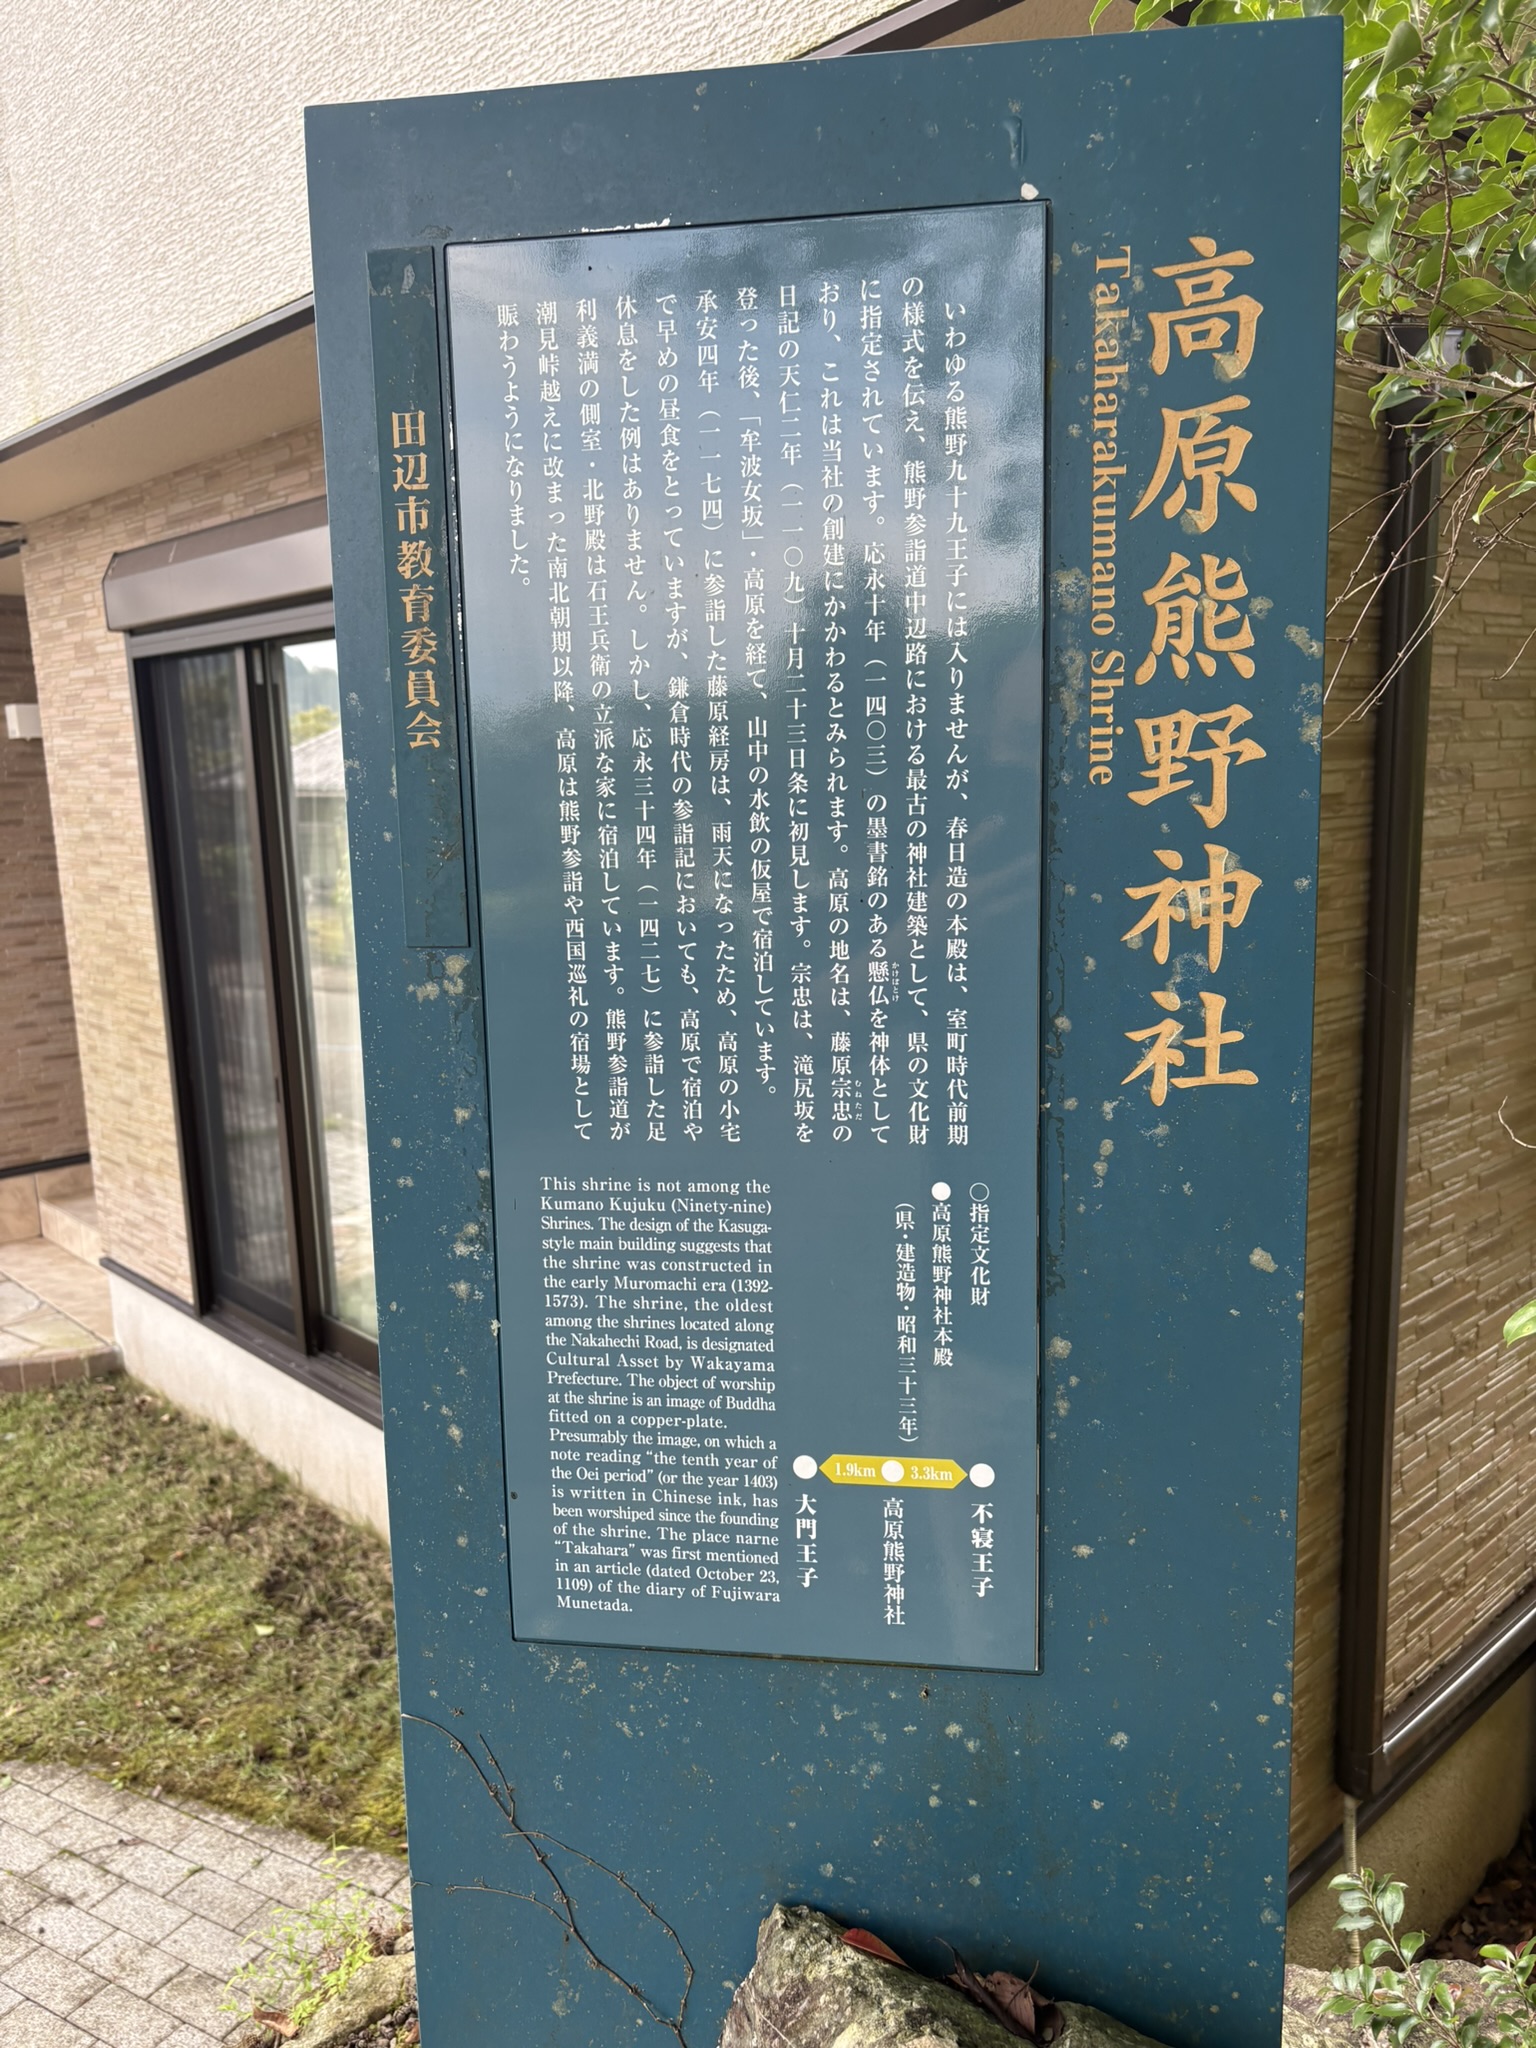 高原熊野神社
Takaharakumano Shrine
いわゆる熊野九十九王子には入りませんが、春日造の本殿は、室町時代前期
の様式を伝え、熊野参詣道中辺路における最古の神社建築として、県の文化財
に指定されています。応永十年（一四〇三）の墨書銘のある懸仏を神体として
かけぼとけ
おり、これは当社の創建にかかわるとみられます。高原の地名は、藤原宗忠の
むねただ
日記の天仁二年（一一〇九）十月二十三日条に初見します。宗忠は、滝尻坂を
登った後、「牟波女坂」・高原を経て、山中の水飲の仮屋で宿泊しています。
承安四年（一一七四）に参詣した藤原経房は、雨天になったため、高原の小宅
で早めの昼食をとっていますが、鎌倉時代の参詣記においても、高原で宿泊や
休息をした例はありません。しかし、応永三十四年（一四二七）に参詣した足
利義満の側室・北野殿は石王兵衛の立派な家に宿泊しています。熊野参詣道が
潮見峠越えに改まった南北朝期以降、高原は熊野参詣や西国巡礼の宿場として
賑わうようになりました。
○指定文化財
●高原熊野神社本殿
（県・建造物・昭和三十三年）
不寝王子
3.3km
高原熊野神社
1.9km
大門王子
This shrine is not among the
Kumano Kujuku (Ninety-nine)
Shrines. The design of the Kasuga-
style main building suggests that
the shrine was constructed in
the early Muromachi era (1392-
1573). The shrine, the oldest
among the shrines located along
the Nakahechi Road, is designated
Cultural Asset by Wakayama
Prefecture. The object of worship
at the shrine is an image of Buddha
fitted on a copper-plate.
Presumably the image, on which a
note reading “the tenth year of
the Oei period” (or the year 1403)
is written in Chinese ink, has
been worshiped since the founding
of the shrine. The place narne
“Takahara” was first mentioned
in an article (dated October 23,
1109) of the diary of Fujiwara
Munetada.
田辺市教育委員会